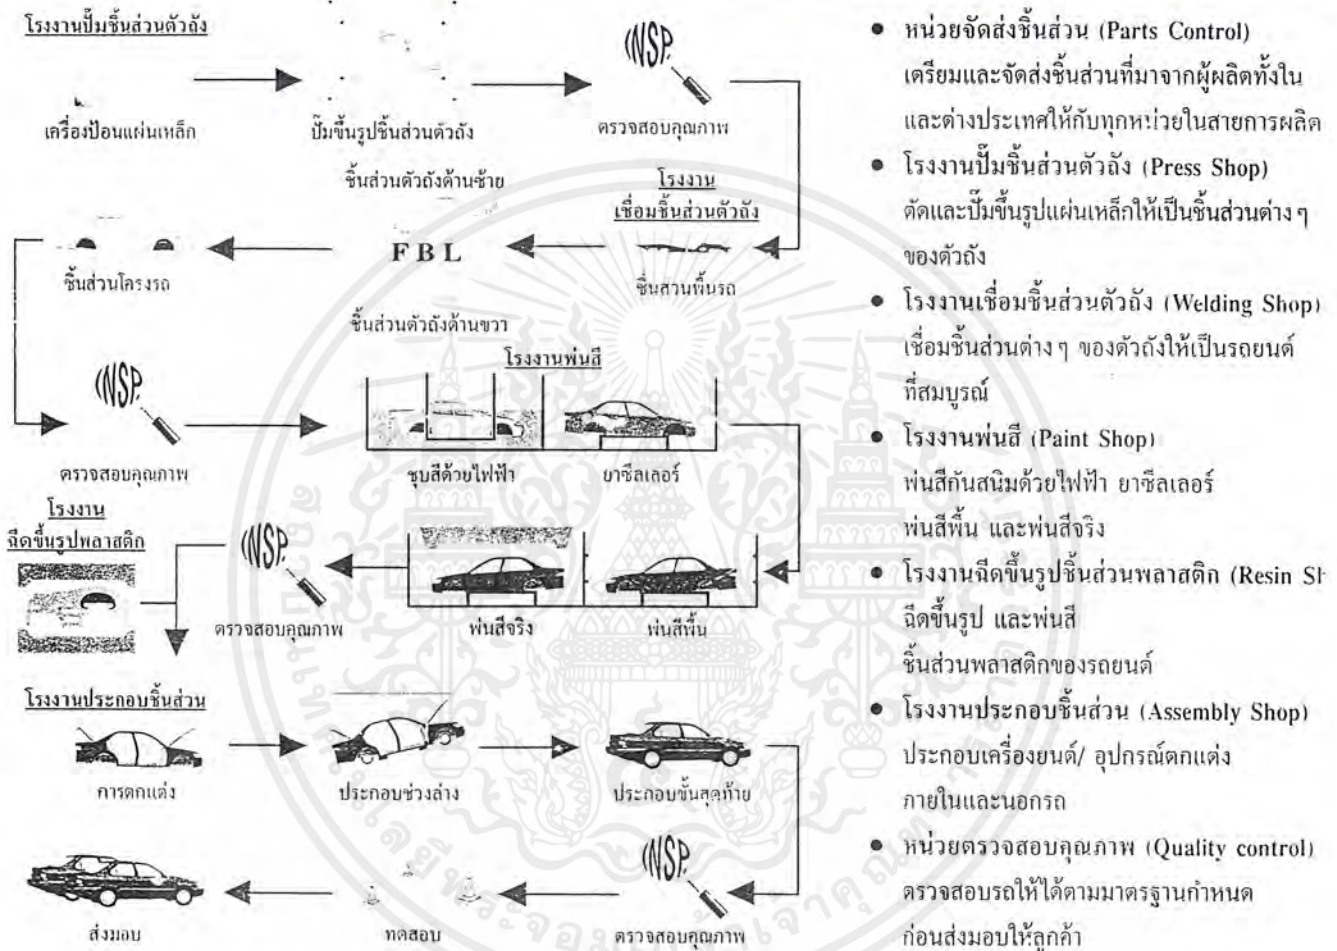 โรงงานปั๊มชิ้นส่วนตัวถัง
INSP.
เครื่องป้อนแผ่นเหล็ก
ปั๊มขึ้นรูปชิ้นส่วนตัวถัง
ตรวจสอบคุณภาพ
ชิ้นส่วนตัวถังด้านซ้าย
โรงงาน
เชื่อมชิ้นส่วนตัวถัง
FBL
ชิ้นส่วนโครงรถ
ชิ้นส่วนพื้นรถ
ชิ้นส่วนตัวถังด้านขวา
โรงงานพ่นสี
INSP.
ตรวจสอบคุณภาพ
ชุบสีด้วยไฟฟ้า
ยาซีลเลอร์
โรงงาน
ฉีดขึ้นรูปพลาสติก
INSP.
ตรวจสอบคุณภาพ
พ่นสีจริง
พ่นสีพื้น
โรงงานประกอบชิ้นส่วน
การตกแต่ง
ประกอบช่วงล่าง
ประกอบขั้นสุดท้าย
INSP.
ส่งมอบ
ทดสอบ
ตรวจสอบคุณภาพ
● หน่วยจัดส่งชิ้นส่วน (Parts Control)
เตรียมและจัดส่งชิ้นส่วนที่มาจากผู้ผลิตทั้งใน
และต่างประเทศให้กับทุกหน่วยในสายการผลิต
● โรงงานปั๊มชิ้นส่วนตัวถัง (Press Shop)
ตัดและปั๊มขึ้นรูปแผ่นเหล็กให้เป็นชิ้นส่วนต่าง ๆ
ของตัวถัง
● โรงงานเชื่อมชิ้นส่วนตัวถัง (Welding Shop)
เชื่อมชิ้นส่วนต่าง ๆ ของตัวถังให้เป็นรถยนต์
ที่สมบูรณ์
● โรงงานพ่นสี (Paint Shop)
พ่นสีกันสนิมด้วยไฟฟ้า ยาซีลเลอร์
พ่นสีพื้น และพ่นสีจริง
● โรงงานฉีดขึ้นรูปชิ้นส่วนพลาสติก (Resin Sh
ฉีดขึ้นรูป และพ่นสี
ชิ้นส่วนพลาสติกของรถยนต์
● โรงงานประกอบชิ้นส่วน (Assembly Shop)
ประกอบเครื่องยนต์/ อุปกรณ์ตกแต่ง
ภายในและนอกรถ
● หน่วยตรวจสอบคุณภาพ (Quality control)
ตรวจสอบรถให้ได้ตามมาตรฐานกำหนด
ก่อนส่งมอบให้ลูกค้า